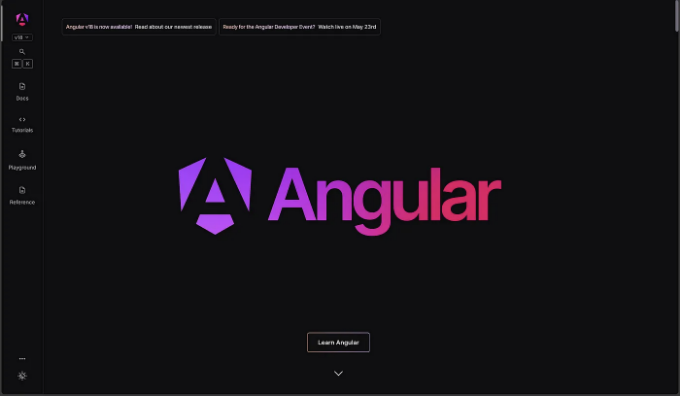 v18
⌘ K
Docs
Tutorials
Playground
Reference
Angular v18 is now available! Read about our newest release
Ready for the Angular Developer Event? Watch live on May 23rd
Angular
Learn Angular